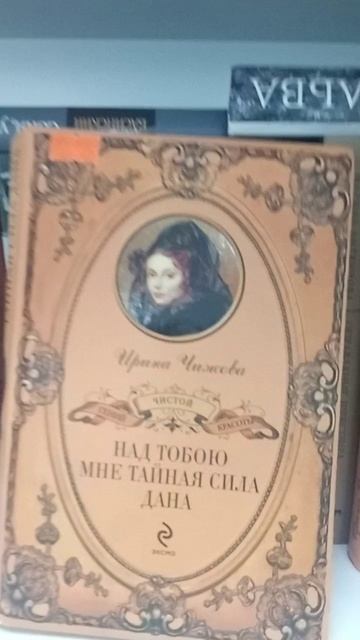 Ирина Чижова
ЧИСТОЙ
ГЕНИЙ КРАСОТЫ
НАД ТОБОЮ
МНЕ ТАЙНАЯ СИЛА
ДАНА
ЭКСМО